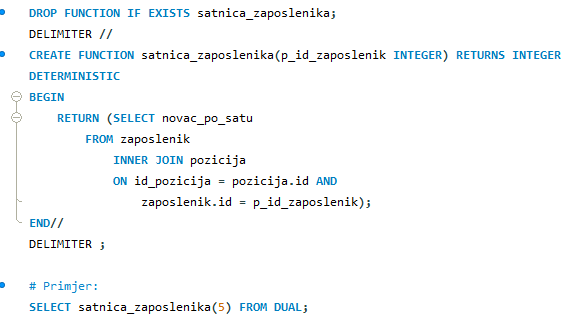 DROP FUNCTION IF EXISTS satnica_zaposlenika;
DELIMITER //
CREATE FUNCTION satnica_zaposlenika(p_id_zaposlenik INTEGER) RETURNS INTEGER
DETERMINISTIC
BEGIN
    RETURN (SELECT novac_po_satu
        FROM zaposlenik
            INNER JOIN pozicija
            ON id_pozicija = pozicija.id AND
                zaposlenik.id = p_id_zaposlenik);
END//
DELIMITER ;

# Primjer:
SELECT satnica_zaposlenika(5) FROM DUAL;